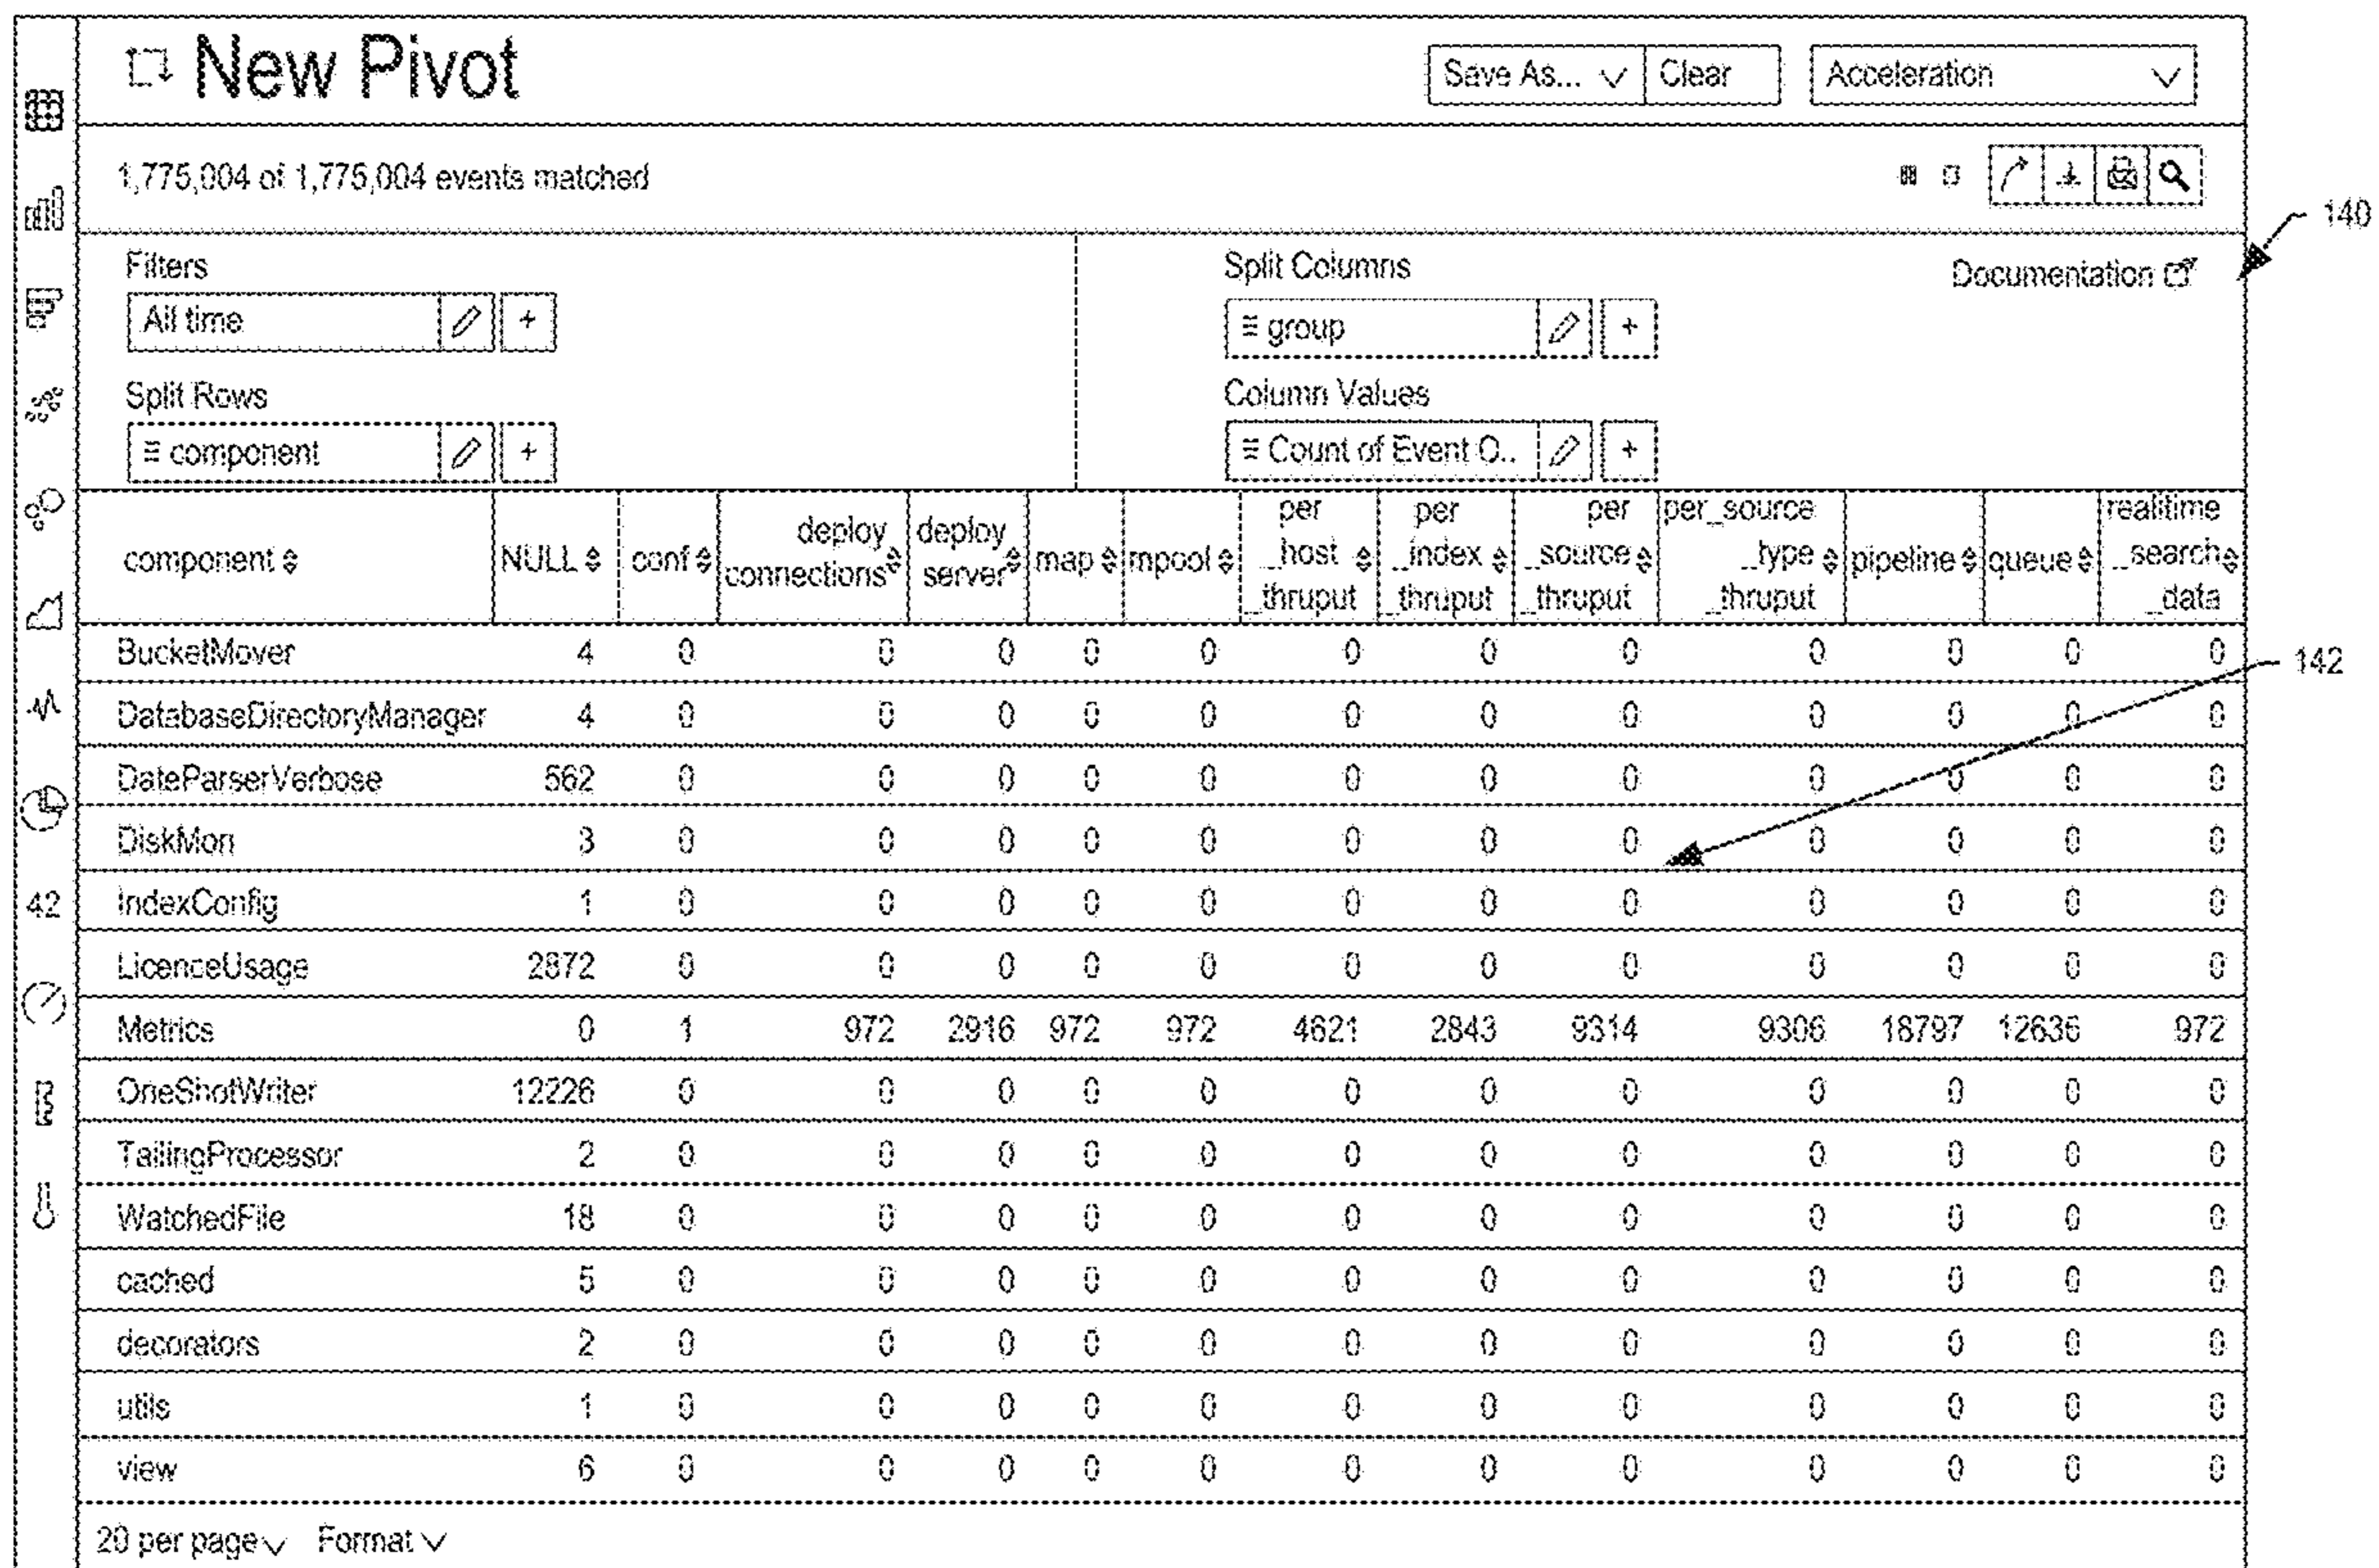 New Pivot
Save As... Clear Acceleration
1,775,004 of 1,775,004 events matched
140
Filters Split Columns Documentation
All time + group +
Split Rows Column Values
component + Count of Event O.. +
component NULL conf deploy connections deploy server map mpool per_host_thruput per_index_thruput per_source_thruput per_source_type_thruput pipeline queue realitime_search_data
BucketMover 4 0 0 0 0 0 0 0 0 0 0 0 0
142
DatabaseDirectoryManager 4 0 0 0 0 0 0 0 0 0 0 0 0
DateParserVerbose 562 0 0 0 0 0 0 0 0 0 0 0 0
DiskMon 3 0 0 0 0 0 0 0 0 0 0 0 0
42
IndexConfig 1 0 0 0 0 0 0 0 0 0 0 0 0
LicenceUsage 2872 0 0 0 0 0 0 0 0 0 0 0 0
Metrics 0 1 972 2916 972 972 4621 2843 9314 9306 18797 12636 972
OneShotWriter 12226 0 0 0 0 0 0 0 0 0 0 0 0
TailingProcessor 2 0 0 0 0 0 0 0 0 0 0 0 0
WatchedFile 18 0 0 0 0 0 0 0 0 0 0 0 0
cached 5 0 0 0 0 0 0 0 0 0 0 0 0
decorators 2 0 0 0 0 0 0 0 0 0 0 0 0
utils 1 0 0 0 0 0 0 0 0 0 0 0 0
view 6 0 0 0 0 0 0 0 0 0 0 0 0
20 per page Format